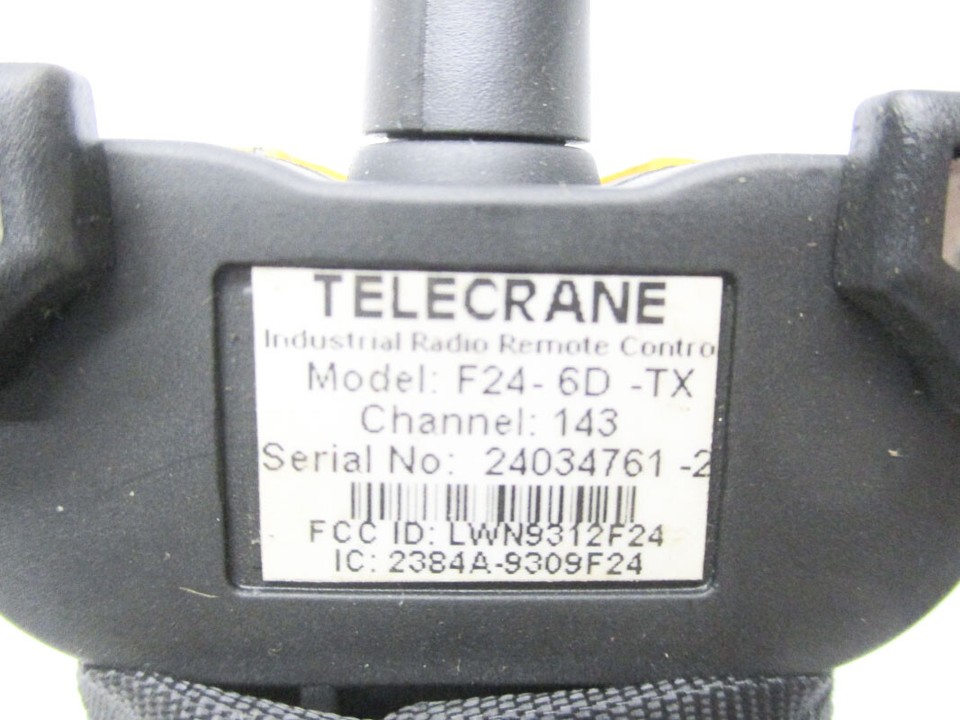 TELECRANE
Industrial Radio Remote Contro
Model: F24- 6D -TX
Channel: 143
Serial No: 24034761 -2
FCC ID: LWN9312F24
IC: 2384A-9309F24